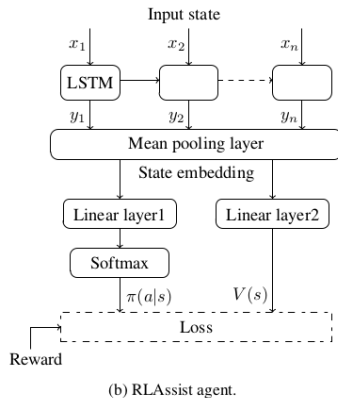 Input state
x₁ x₂ xₙ
LSTM
y₁ y₂ yₙ
Mean pooling layer
State embedding
Linear layer1 Linear layer2
Softmax
π(a|s) V(s)
Loss
Reward
(b) RLAssist agent.